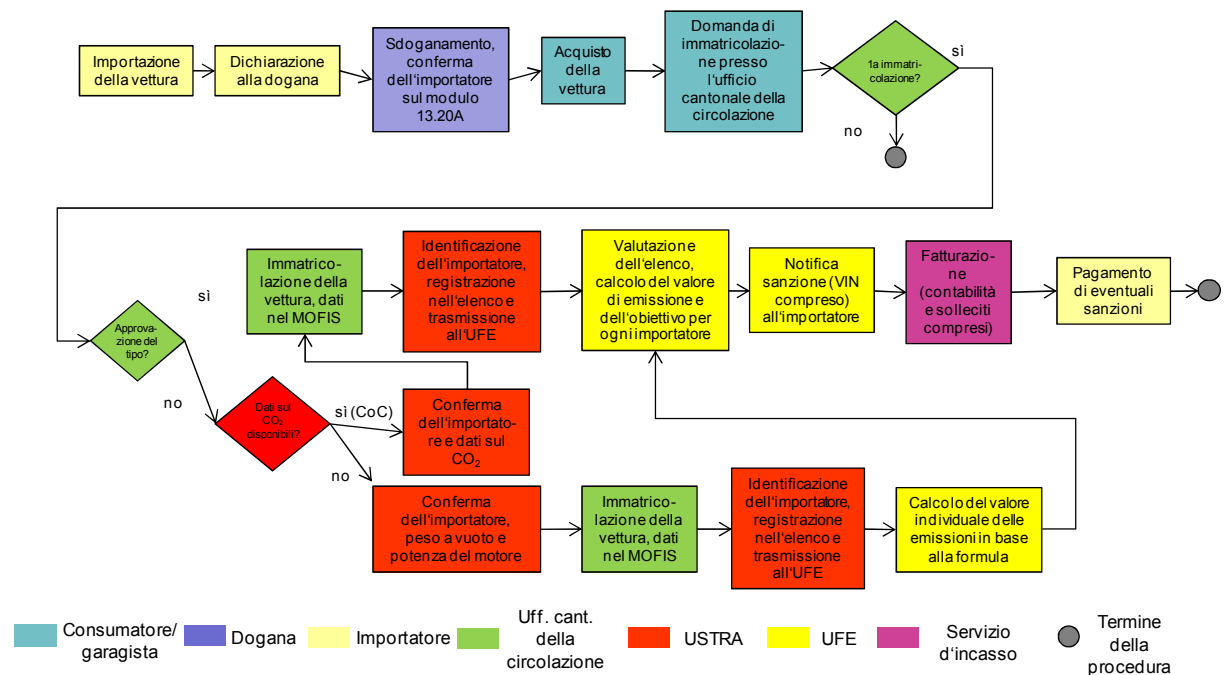 Importazione
della vettura
Dichiarazione
alla dogana
Sdoganamento,
conferma
dell'importatore
sul modulo
13.20A
Acquisto
della
vettura
Domanda di
immatricolazio-
ne presso
l'ufficio
cantonale della
circolazione
1a immatri-
colazione?
sì
no
Approva-
zione del
tipo?
sì
no
Immatrico-
lazione della
vettura, dati
nel MOFIS
Identificazione
dell'importatore,
registrazione
nell'elenco e
trasmissione
all'UFE
Valutazione
dell'elenco,
calcolo del valore
di emissione e
dell'obiettivo per
ogni importatore
Notifica
sanzione (VIN
compreso)
all'importatore
Fatturazio-
ne
(contabilità
e solleciti
compresi)
Pagamento
di eventuali
sanzioni
Dati sul
CO₂
disponibili?
sì (CoC)
no
Conferma
dell'importato-
re e dati sul
CO₂
Conferma
dell'importatore,
peso a vuoto e
potenza del motore
Immatrico-
lazione della
vettura, dati
nel MOFIS
Identificazione
dell'importatore,
registrazione
nell'elenco e
trasmissione
all'UFE
Calcolo del valore
individuale delle
emissioni in base
alla formula
Consumatore/
garagista
Dogana
Importatore
Uff. cant.
della
circolazione
USTRA
UFE
Servizio
d'incasso
Termine
della
procedura